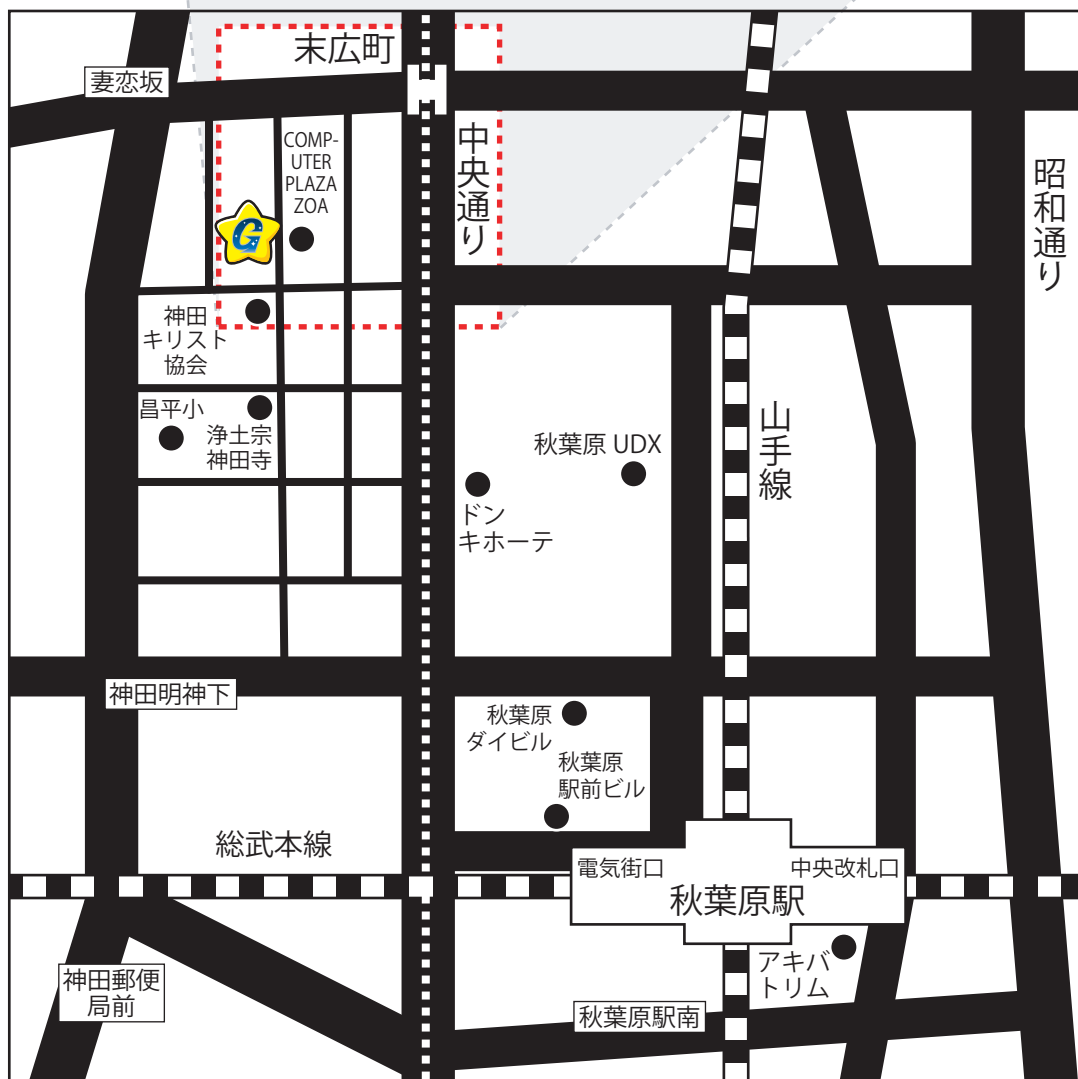 末広町
妻恋坂
COMP-
UTER
PLAZA
ZOA
中央通り
昭和通り
G
神田
キリスト
協会
昌平小
浄土宗
神田寺
山手線
秋葉原 UDX
ドン
キホーテ
神田明神下
秋葉原
ダイビル
秋葉原
駅前ビル
総武本線
電気街口
中央改札口
秋葉原駅
アキバ
トリム
神田郵便
局前
秋葉原駅南